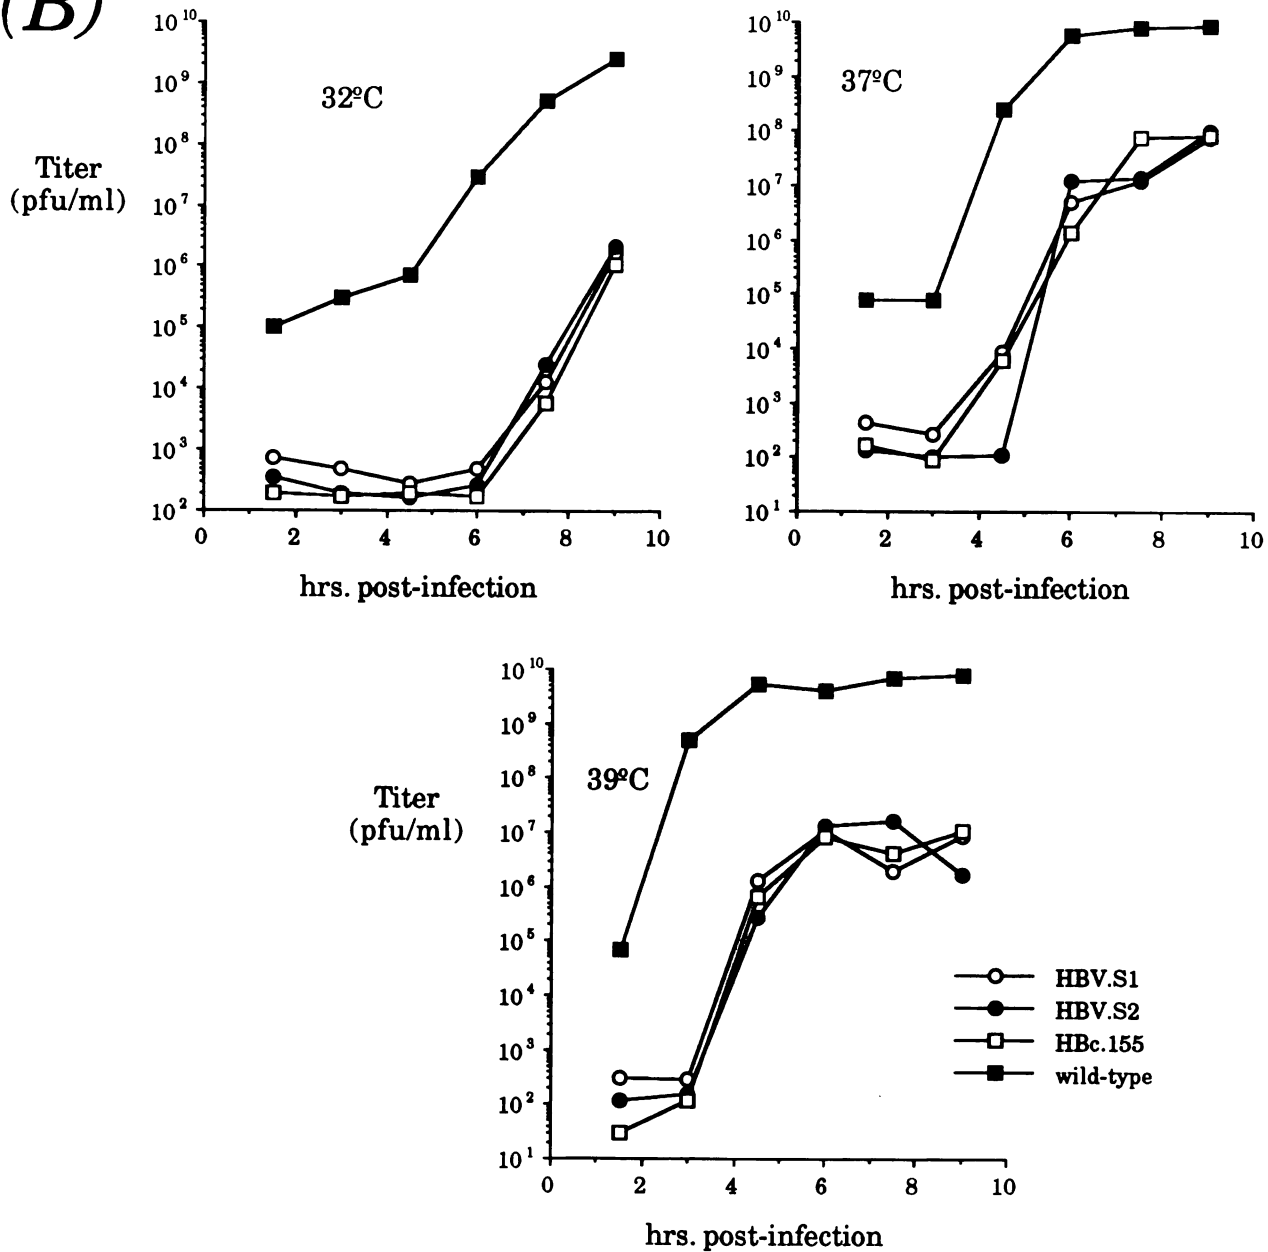 (B)
32ºC
Titer
(pfu/ml)
10^10
10^9
10^8
10^7
10^6
10^5
10^4
10^3
10^2
0 2 4 6 8 10
hrs. post-infection
37ºC
10^10
10^9
10^8
10^7
10^6
10^5
10^4
10^3
10^2
10^1
0 2 4 6 8 10
hrs. post-infection
39ºC
Titer
(pfu/ml)
10^10
10^9
10^8
10^7
10^6
10^5
10^4
10^3
10^2
10^1
0 2 4 6 8 10
hrs. post-infection
HBV.S1
HBV.S2
HBc.155
wild-type